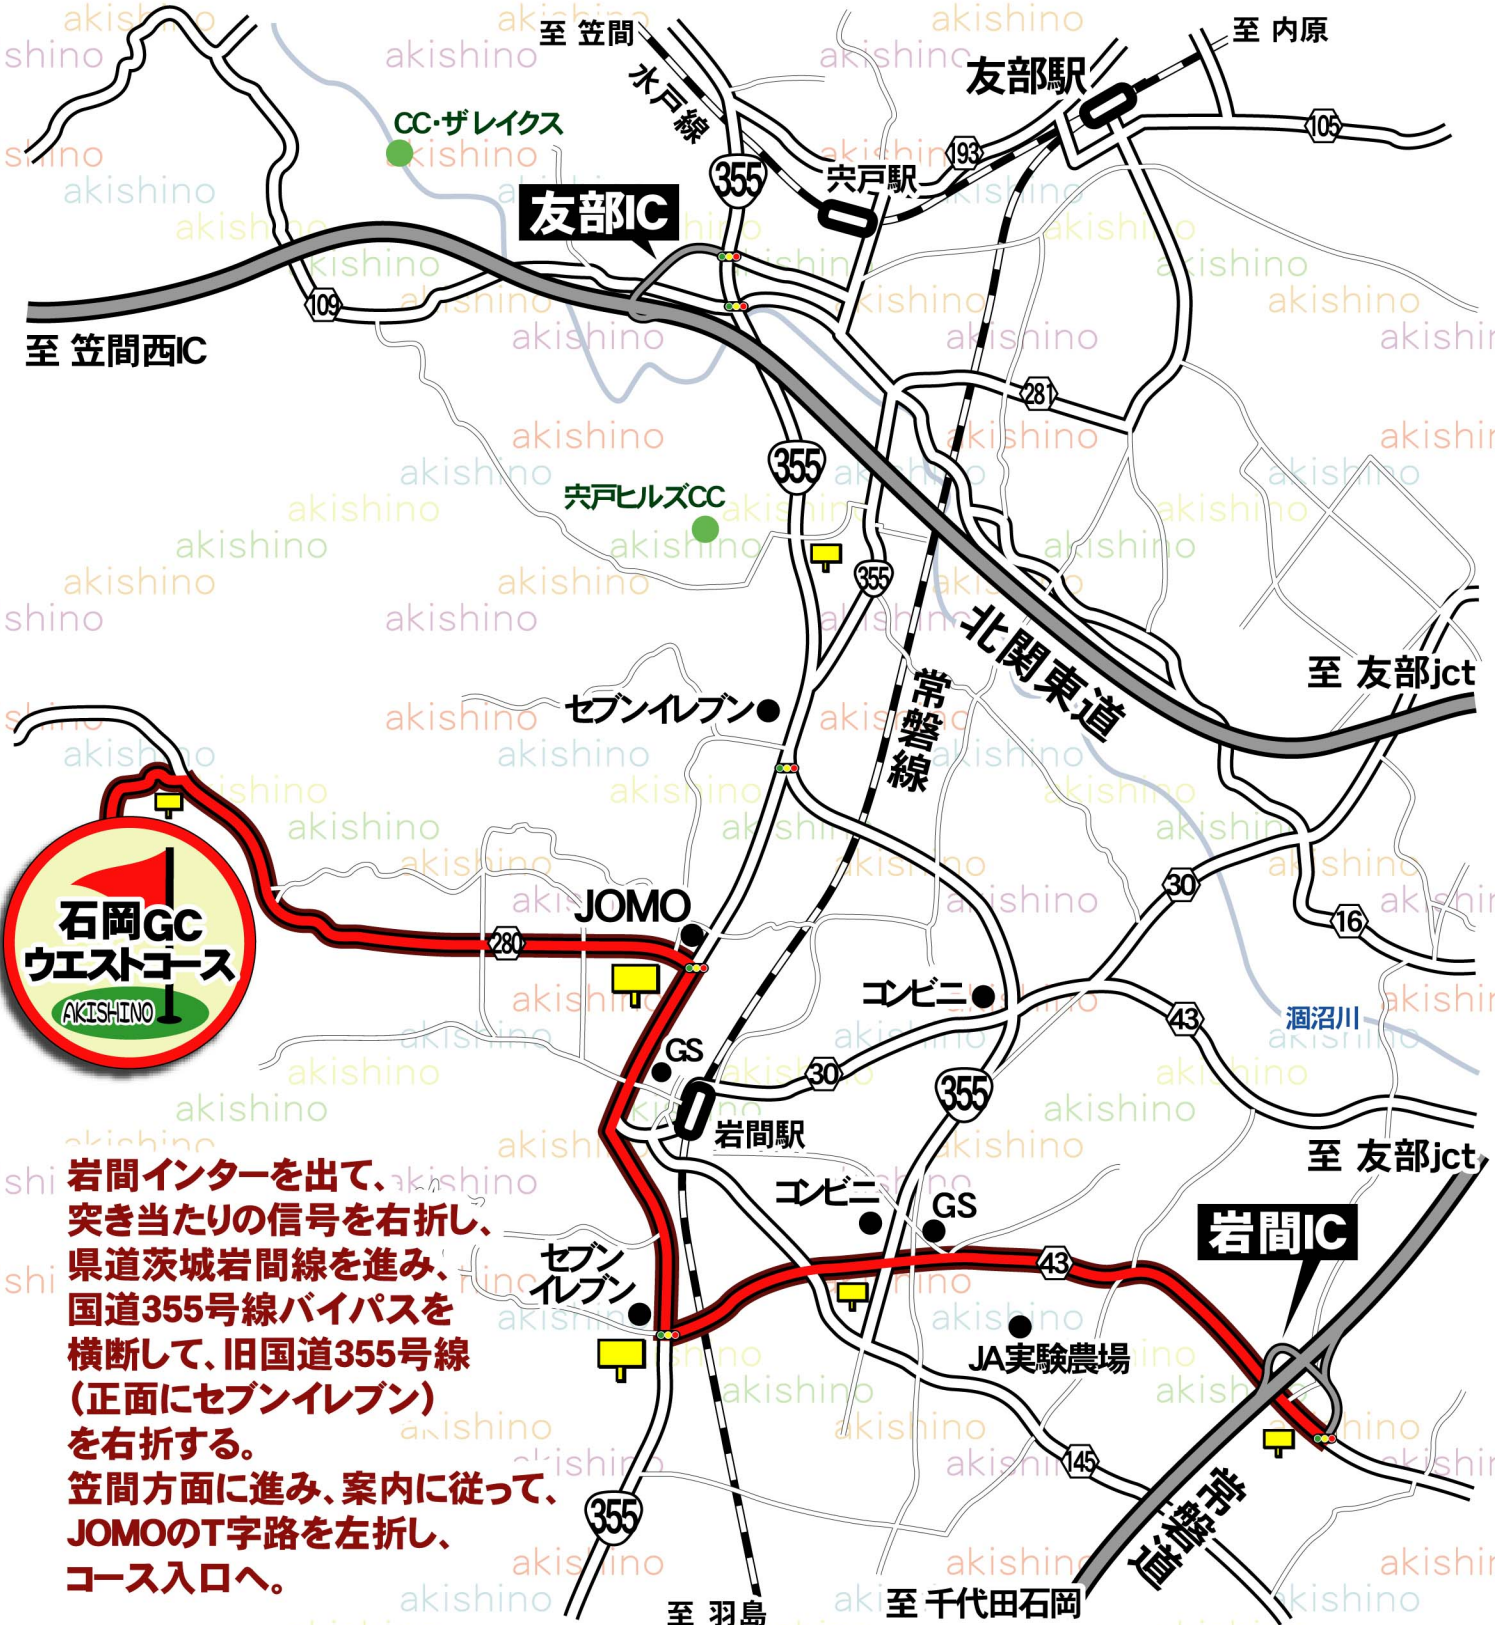 至 笠間
至 内原
友部駅
水戸線
CC・ザ レイクス
105
193
355
宍戸駅
友部IC
109
至 笠間西IC
281
355
宍戸ヒルズCC
355
北関東道
至 友部jct
常磐線
セブンイレブン
30
16
JOMO
石岡GC
ウエストコース
AKISHINO
280
コンビニ
43
涸沼川
GS
30
355
岩間駅
至 友部jct
岩間インターを出て、
突き当たりの信号を右折し、
県道茨城岩間線を進み、
国道355号線バイパスを
横断して、旧国道355号線
(正面にセブンイレブン)
を右折する。
笠間方面に進み、案内に従って、
JOMOのT字路を左折し、
コース入口へ。
コンビニ
GS
岩間IC
セブン
イレブン
43
JA実験農場
145
常磐道
355
至 羽鳥
至 千代田石岡
akishino